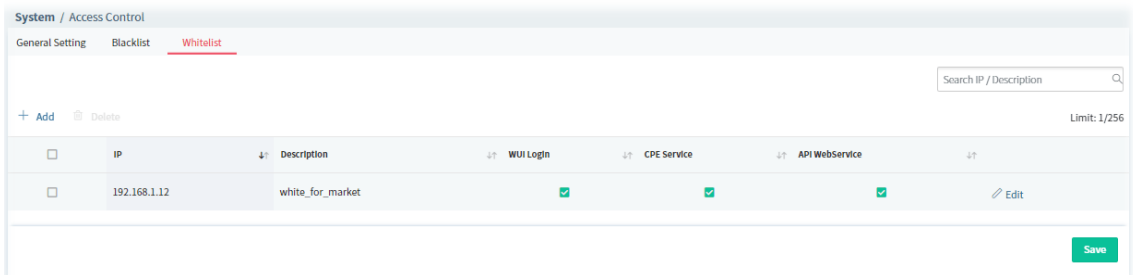 System / Access Control
General Setting Blacklist Whitelist
Search IP / Description
+ Add Delete Limit: 1/256
IP Description WUI Login CPE Service API WebService
192.168.1.12 white_for_market Edit
Save